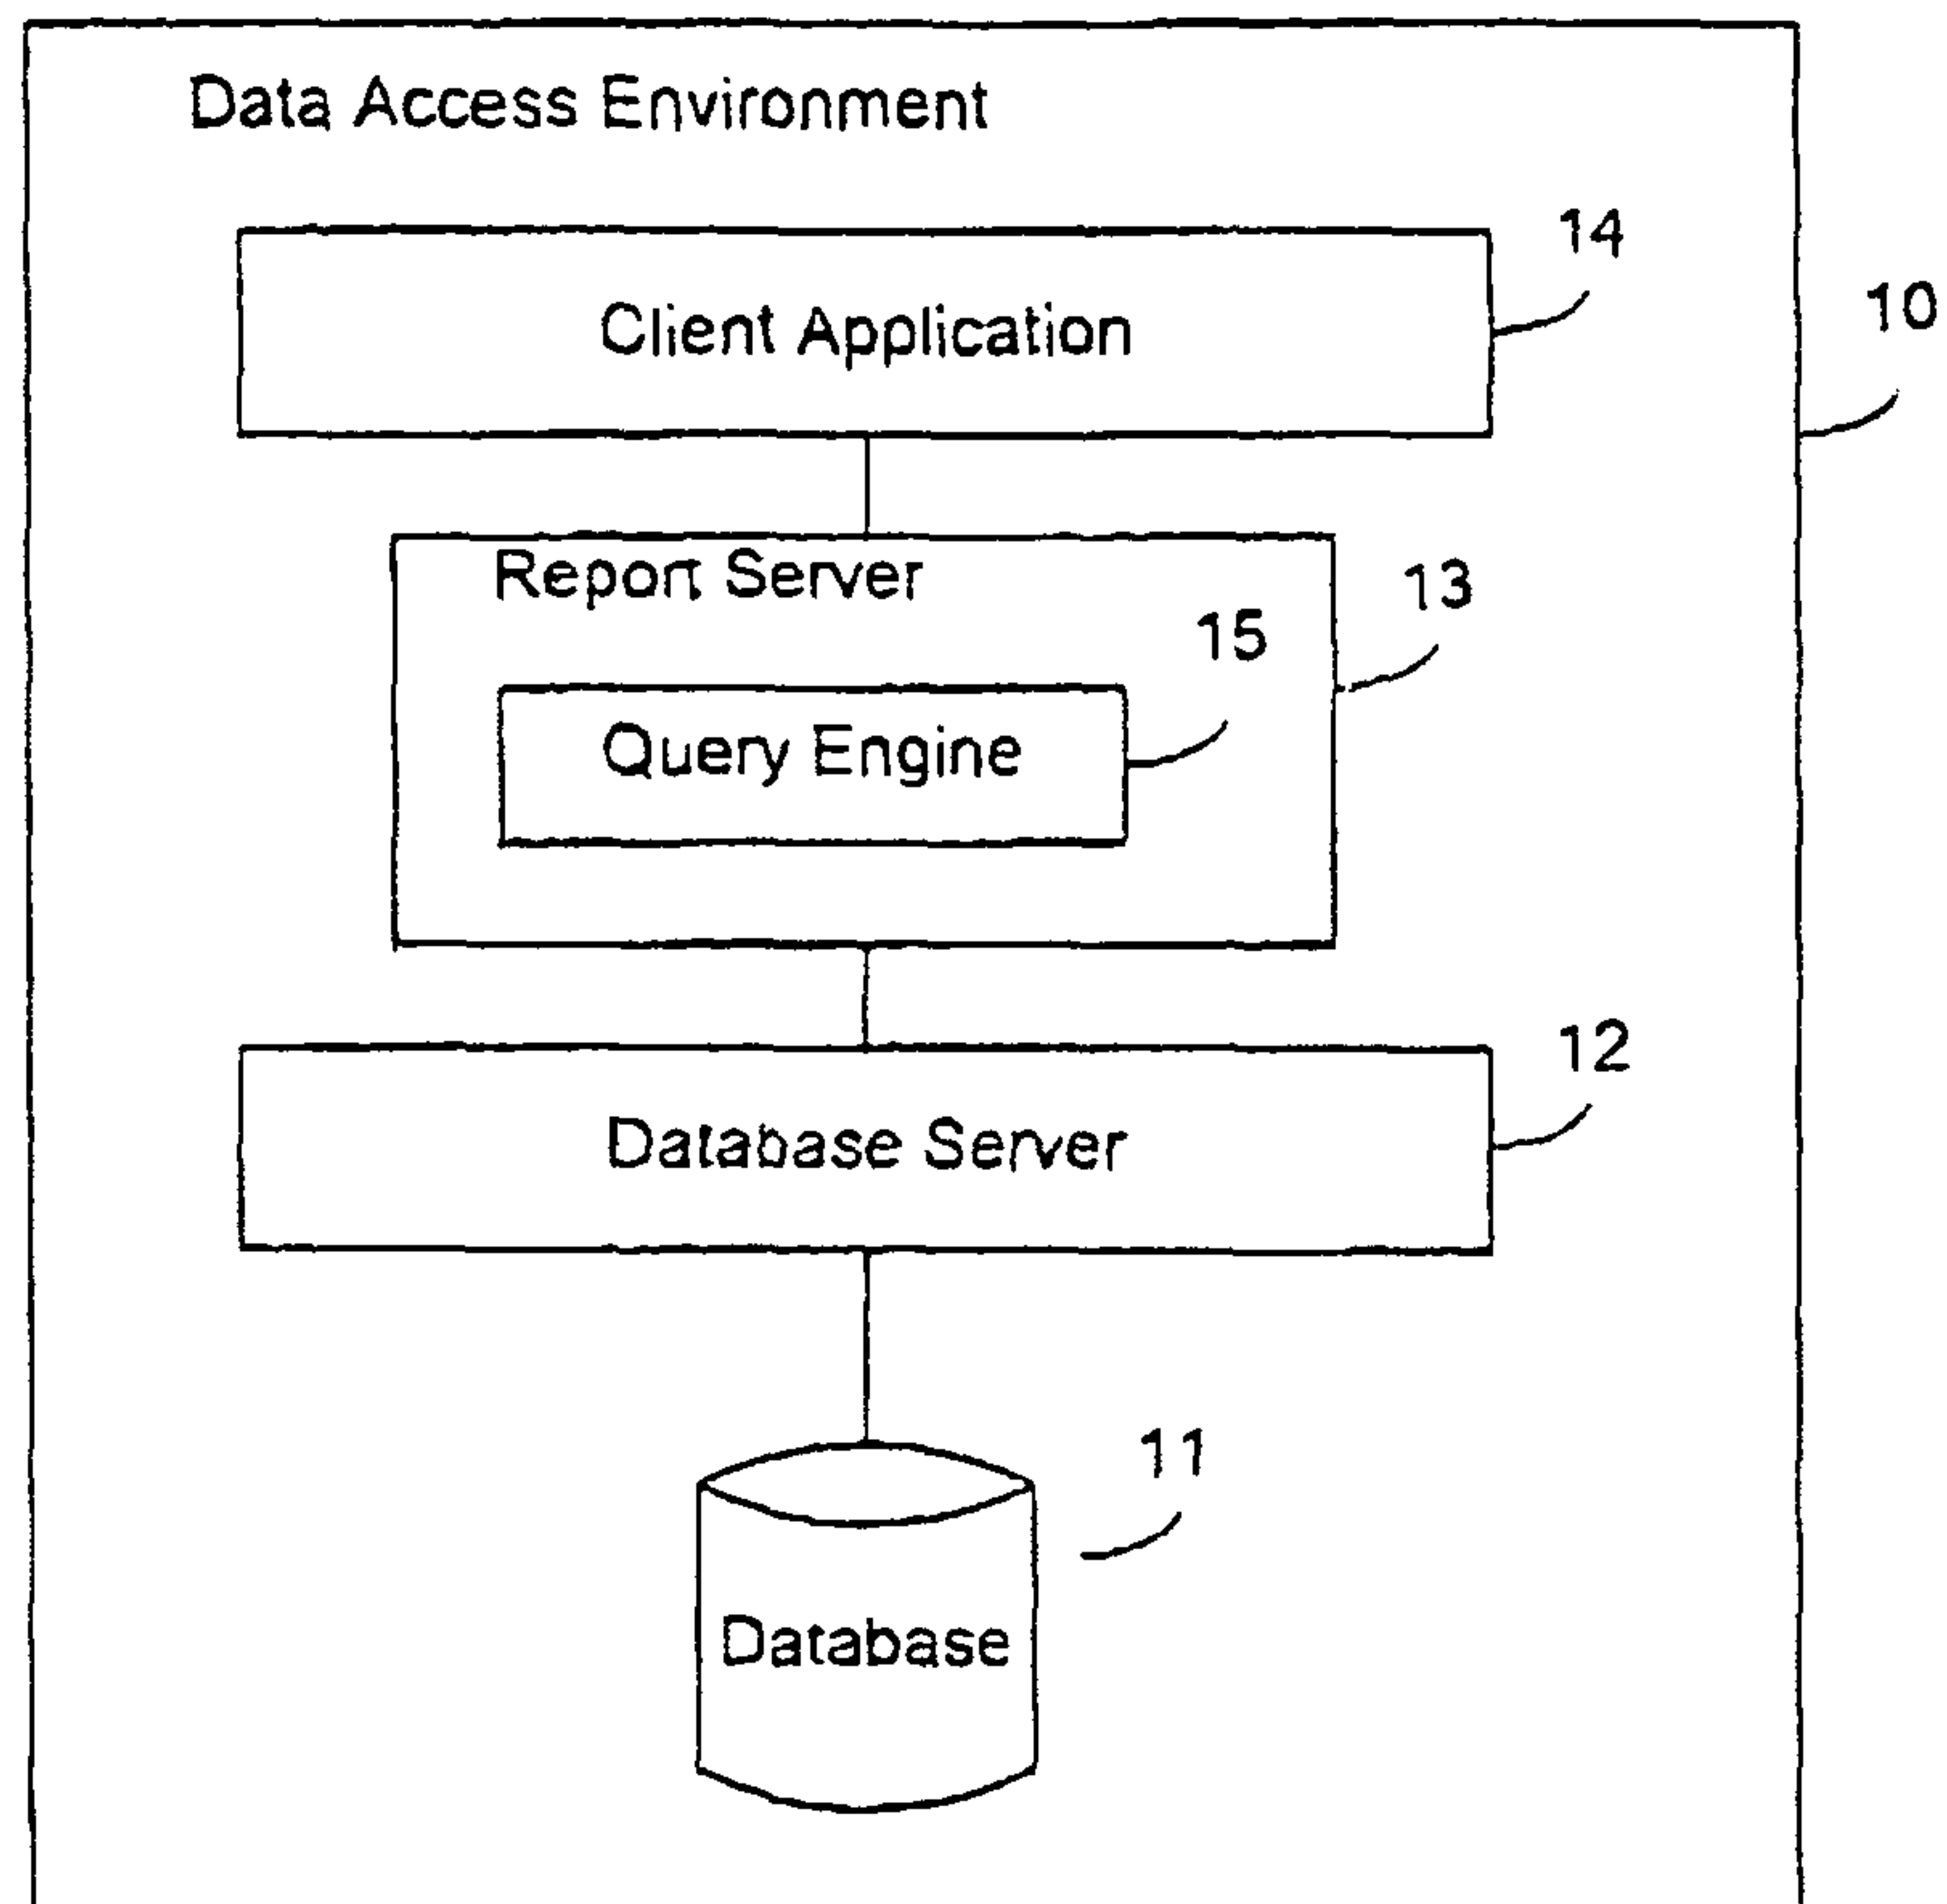 Data Access Environment
14
Client Application
10
Report Server
13
15
Query Engine
12
Database Server
11
Database